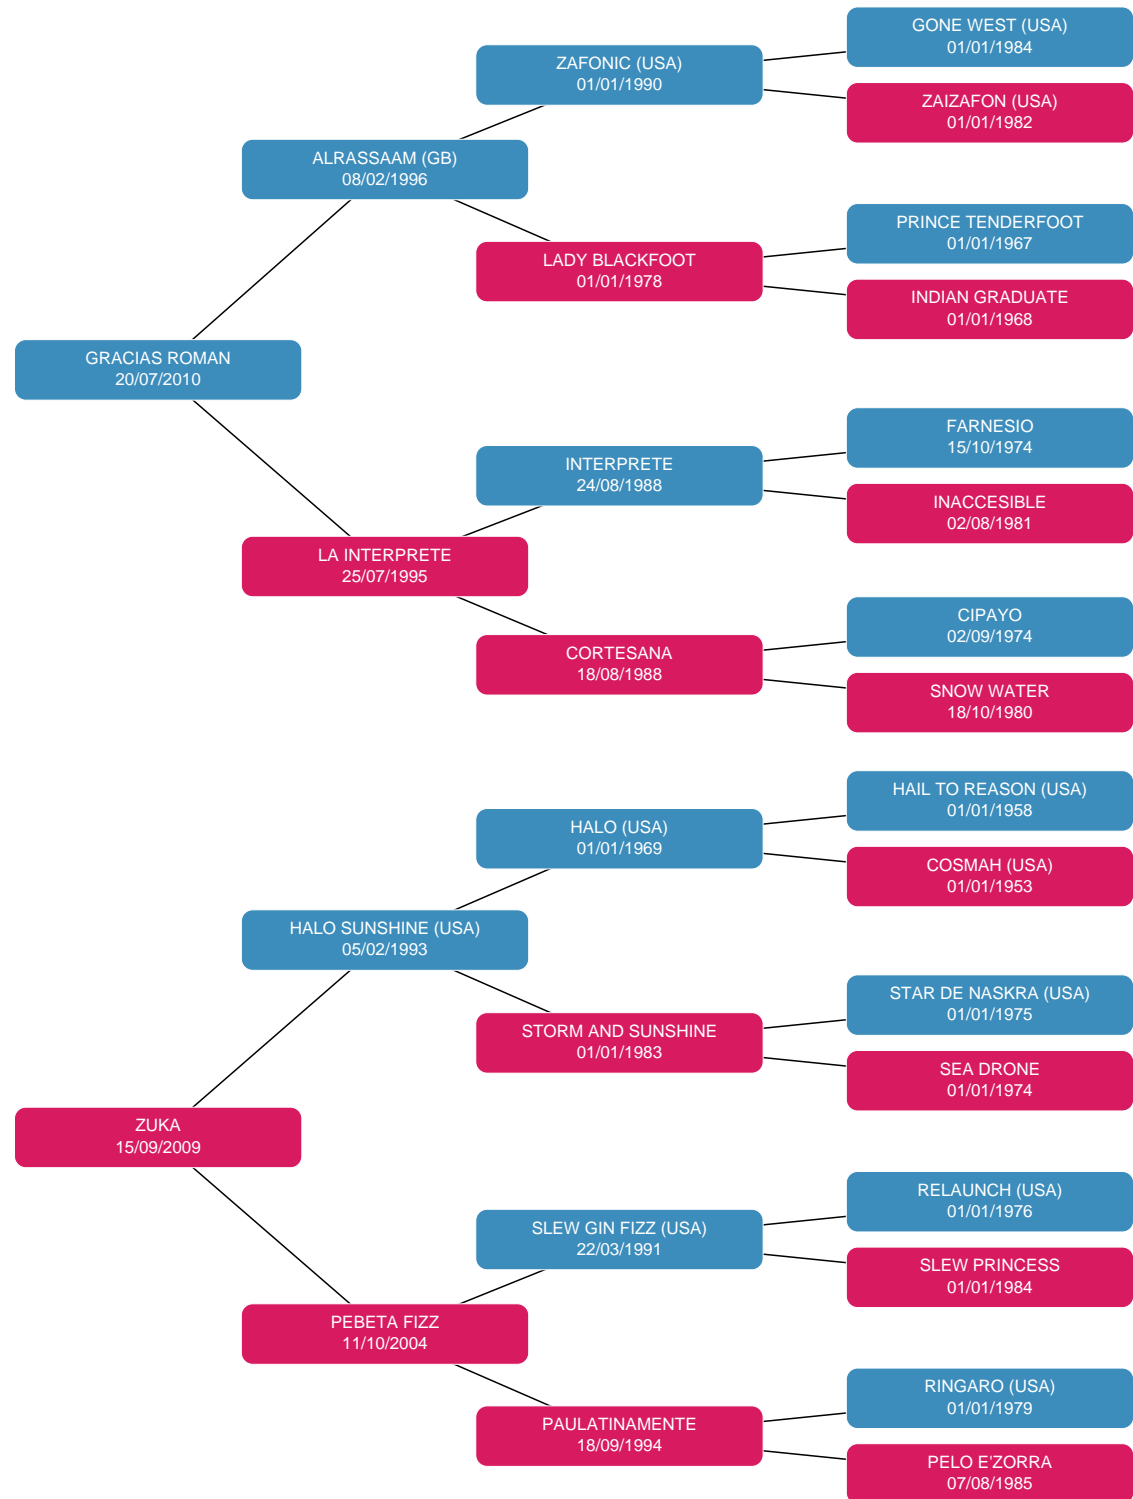 GONE WEST (USA)
01/01/1984
ZAFONIC (USA)
01/01/1990
ZAIZAFON (USA)
01/01/1982
ALRASSAAM (GB)
08/02/1996
PRINCE TENDERFOOT
01/01/1967
LADY BLACKFOOT
01/01/1978
INDIAN GRADUATE
01/01/1968
GRACIAS ROMAN
20/07/2010
FARNESIO
15/10/1974
INTERPRETE
24/08/1988
INACCESIBLE
02/08/1981
LA INTERPRETE
25/07/1995
CIPAYO
02/09/1974
CORTESANA
18/08/1988
SNOW WATER
18/10/1980
HAIL TO REASON (USA)
01/01/1958
HALO (USA)
01/01/1969
COSMAH (USA)
01/01/1953
HALO SUNSHINE (USA)
05/02/1993
STAR DE NASKRA (USA)
01/01/1975
STORM AND SUNSHINE
01/01/1983
SEA DRONE
01/01/1974
ZUKA
15/09/2009
RELAUNCH (USA)
01/01/1976
SLEW GIN FIZZ (USA)
22/03/1991
SLEW PRINCESS
01/01/1984
PEBETA FIZZ
11/10/2004
RINGARO (USA)
01/01/1979
PAULATINAMENTE
18/09/1994
PELO E'ZORRA
07/08/1985